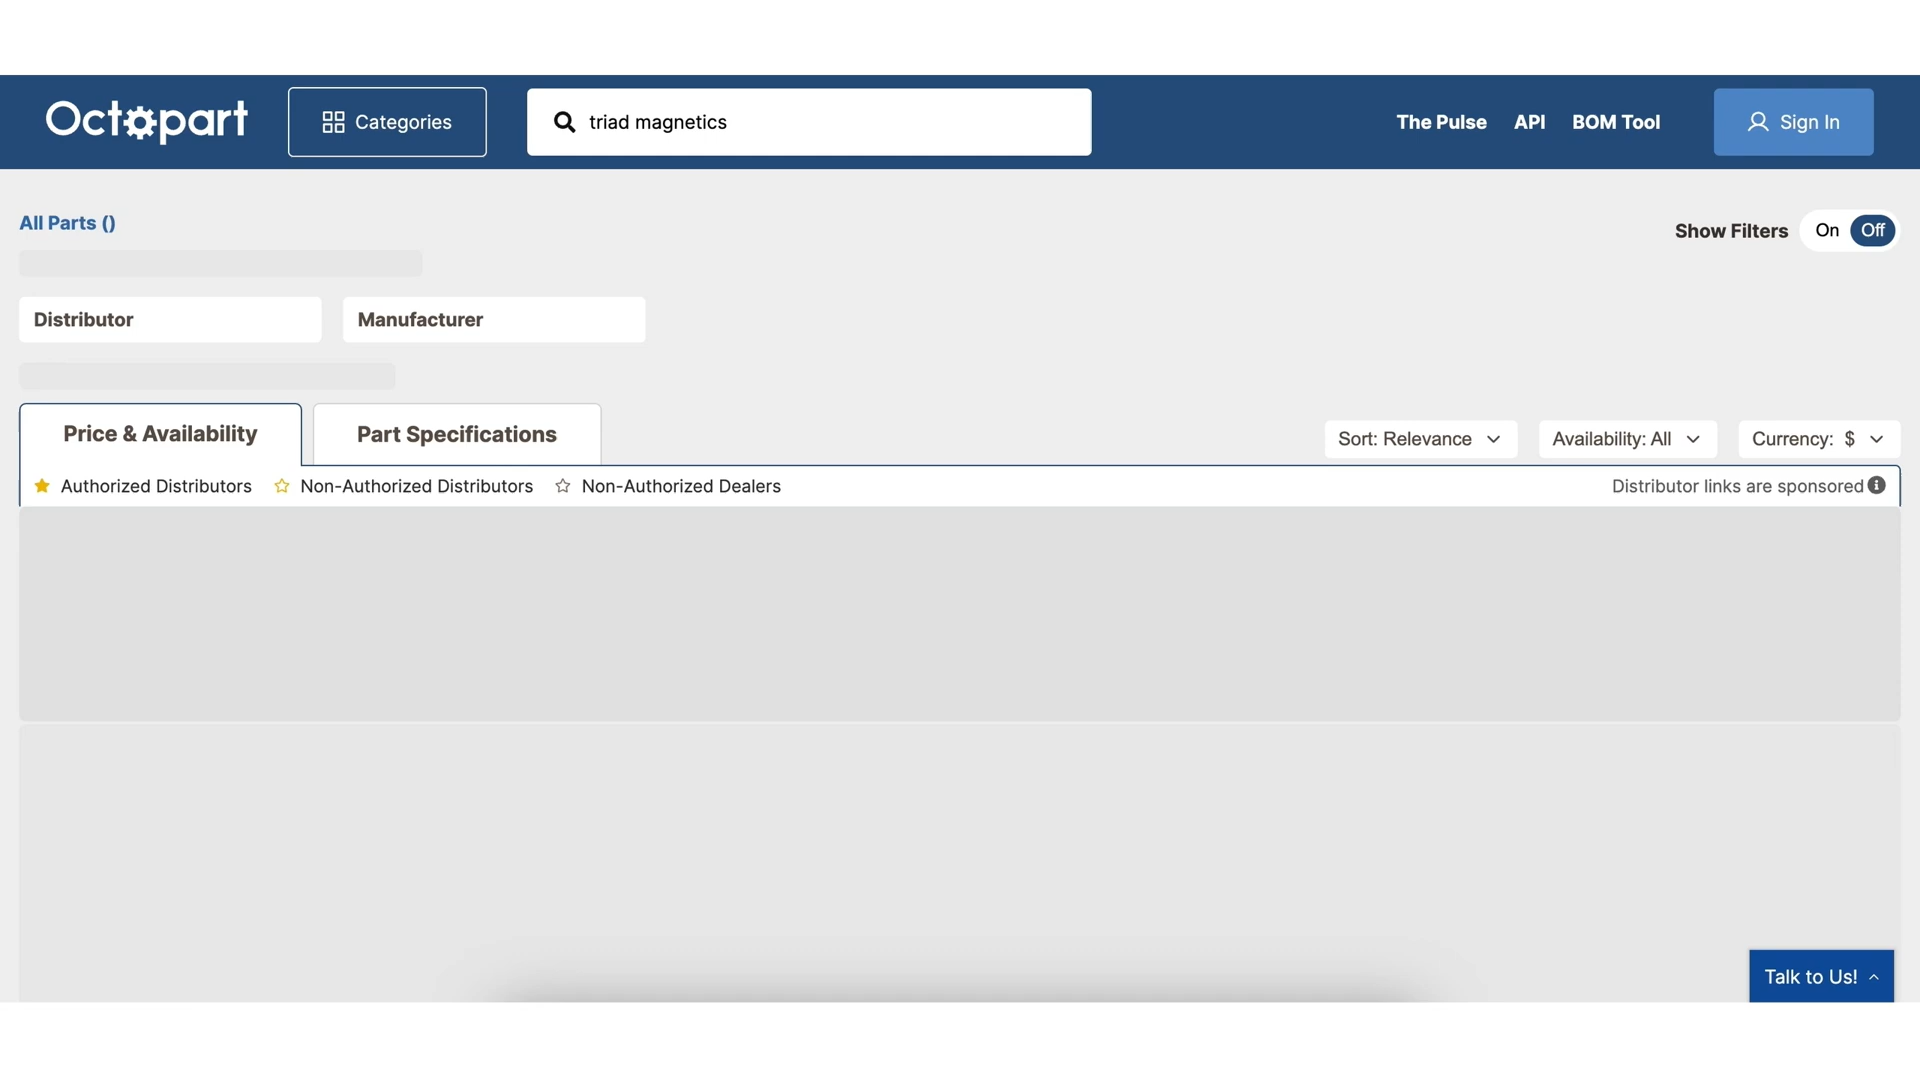 Octopart
Categories
triad magnetics
The Pulse
API
BOM Tool
Sign In
All Parts ()
Show Filters
On
Off
Distributor
Manufacturer
Price & Availability
Part Specifications
Sort: Relevance
Availability: All
Currency: $
Authorized Distributors
Non-Authorized Distributors
Non-Authorized Dealers
Distributor links are sponsored
Talk to Us!